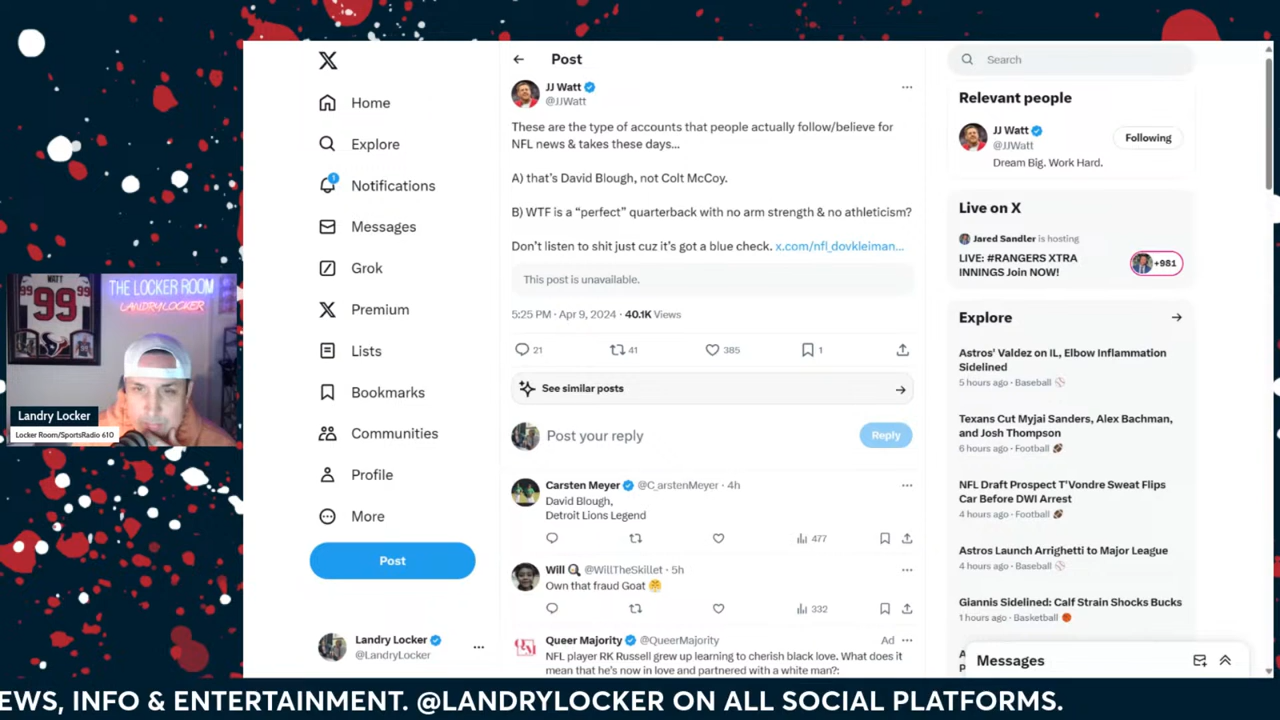 Home
Explore
1
Notifications
Messages
Grok
Premium
Lists
Bookmarks
Communities
Profile
More
Post
Landry Locker
@LandryLocker
Post
JJ Watt
@JJWatt
These are the type of accounts that people actually follow/believe for
NFL news & takes these days...
A) that's David Blough, not Colt McCoy.
B) WTF is a “perfect” quarterback with no arm strength & no athleticism?
Don't listen to shit just cuz it's got a blue check. x.com/nfl_dovkleiman...
This post is unavailable.
5:25 PM · Apr 9, 2024 · 40.1K Views
21
41
385
1
See similar posts
Post your reply
Reply
Carsten Meyer @C_arstenMeyer · 4h
David Blough,
Detroit Lions Legend
477
Will @WillTheSkillet · 5h
Own that fraud Goat
332
Queer Majority @QueerMajority Ad
NFL player RK Russell grew up learning to cherish black love. What does it
mean that he's now in love and partnered with a white man?:
Search
Relevant people
JJ Watt
@JJWatt
Following
Dream Big. Work Hard.
Live on X
Jared Sandler is hosting
LIVE: #RANGERS XTRA
INNINGS Join NOW!
+981
Explore
Astros' Valdez on IL, Elbow Inflammation
Sidelined
5 hours ago · Baseball
Texans Cut Myjai Sanders, Alex Bachman,
and Josh Thompson
6 hours ago · Football
NFL Draft Prospect T'Vondre Sweat Flips
Car Before DWI Arrest
4 hours ago · Football
Astros Launch Arrighetti to Major League
4 hours ago · Baseball
Giannis Sidelined: Calf Strain Shocks Bucks
1 hours ago · Basketball
Messages
WATT
99
99
99
THE LOCKER ROOM
LANDRYLOCKER
Landry Locker
Locker Room/SportsRadio 610
EWS, INFO & ENTERTAINMENT. @LANDRYLOCKER ON ALL SOCIAL PLATFORMS.